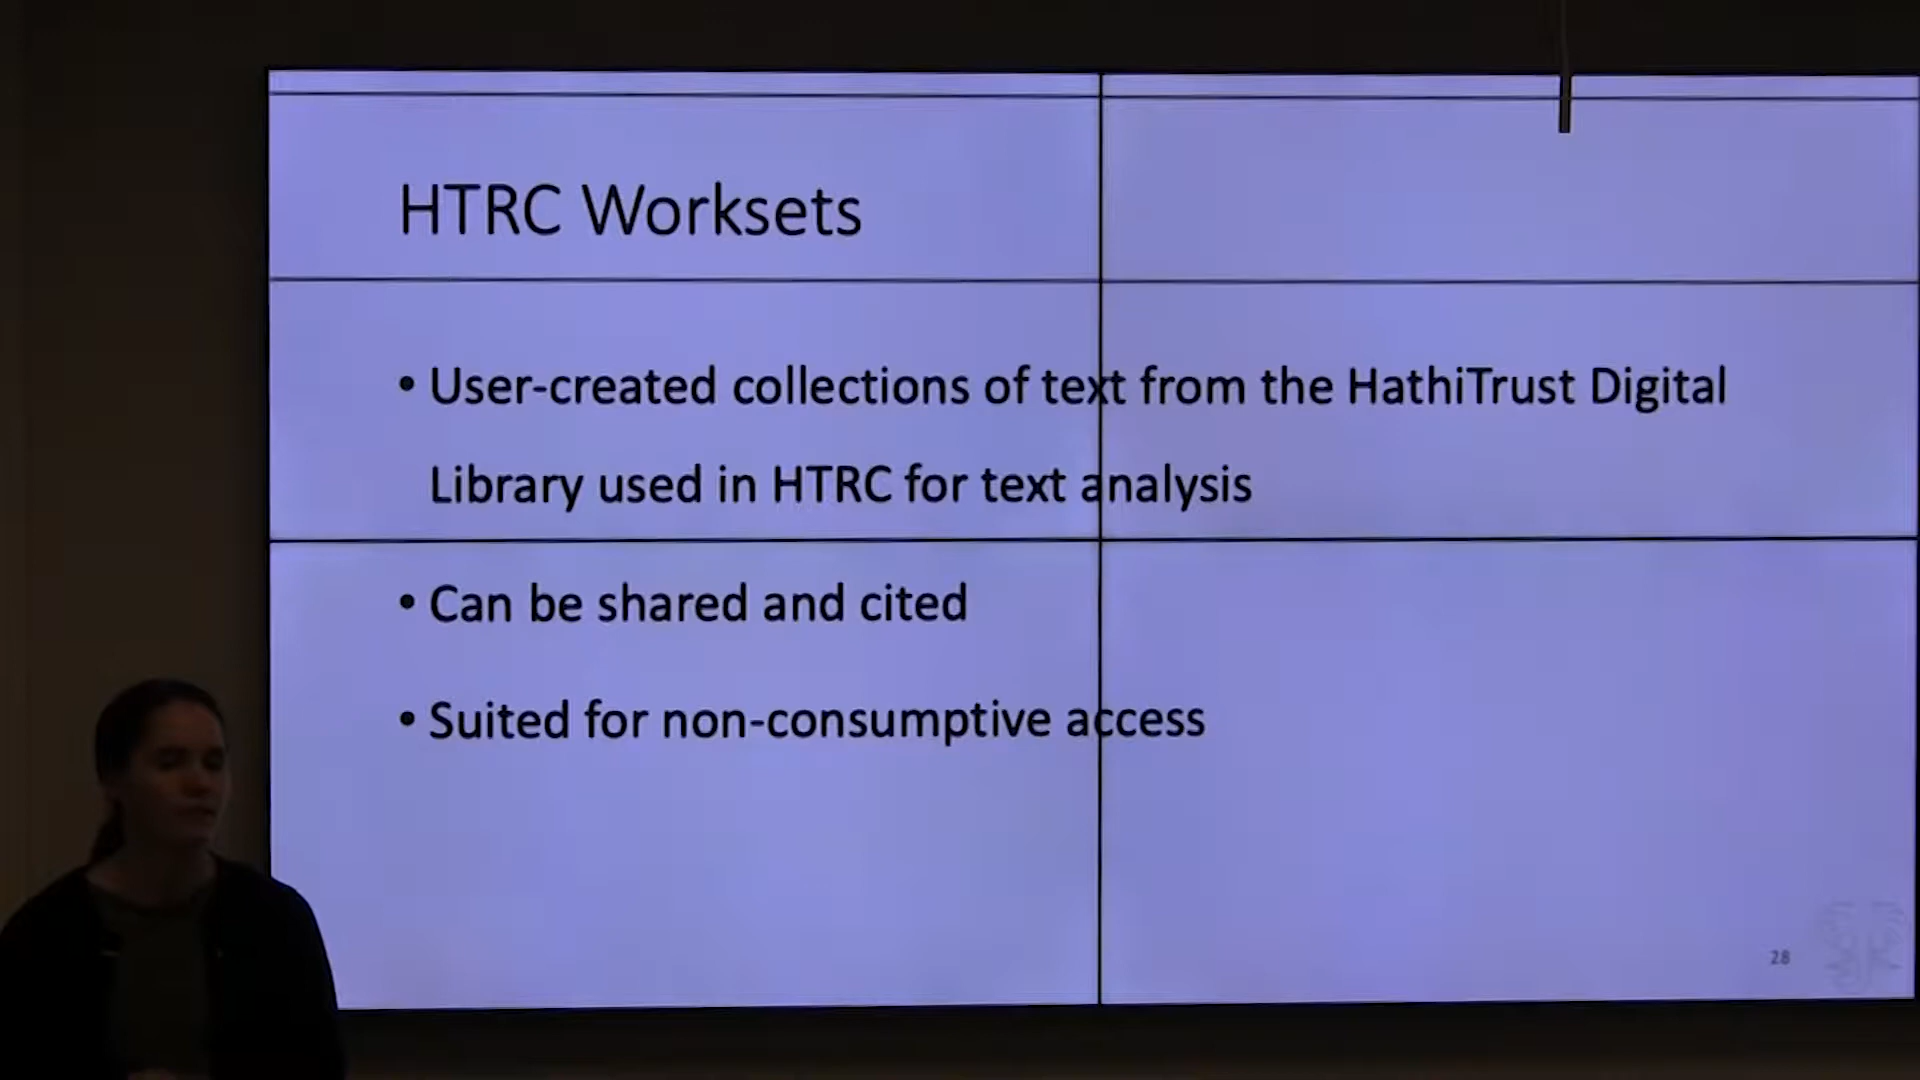 HTRC Worksets
• User-created collections of text from the HathiTrust Digital
Library used in HTRC for text analysis
• Can be shared and cited
• Suited for non-consumptive access
28